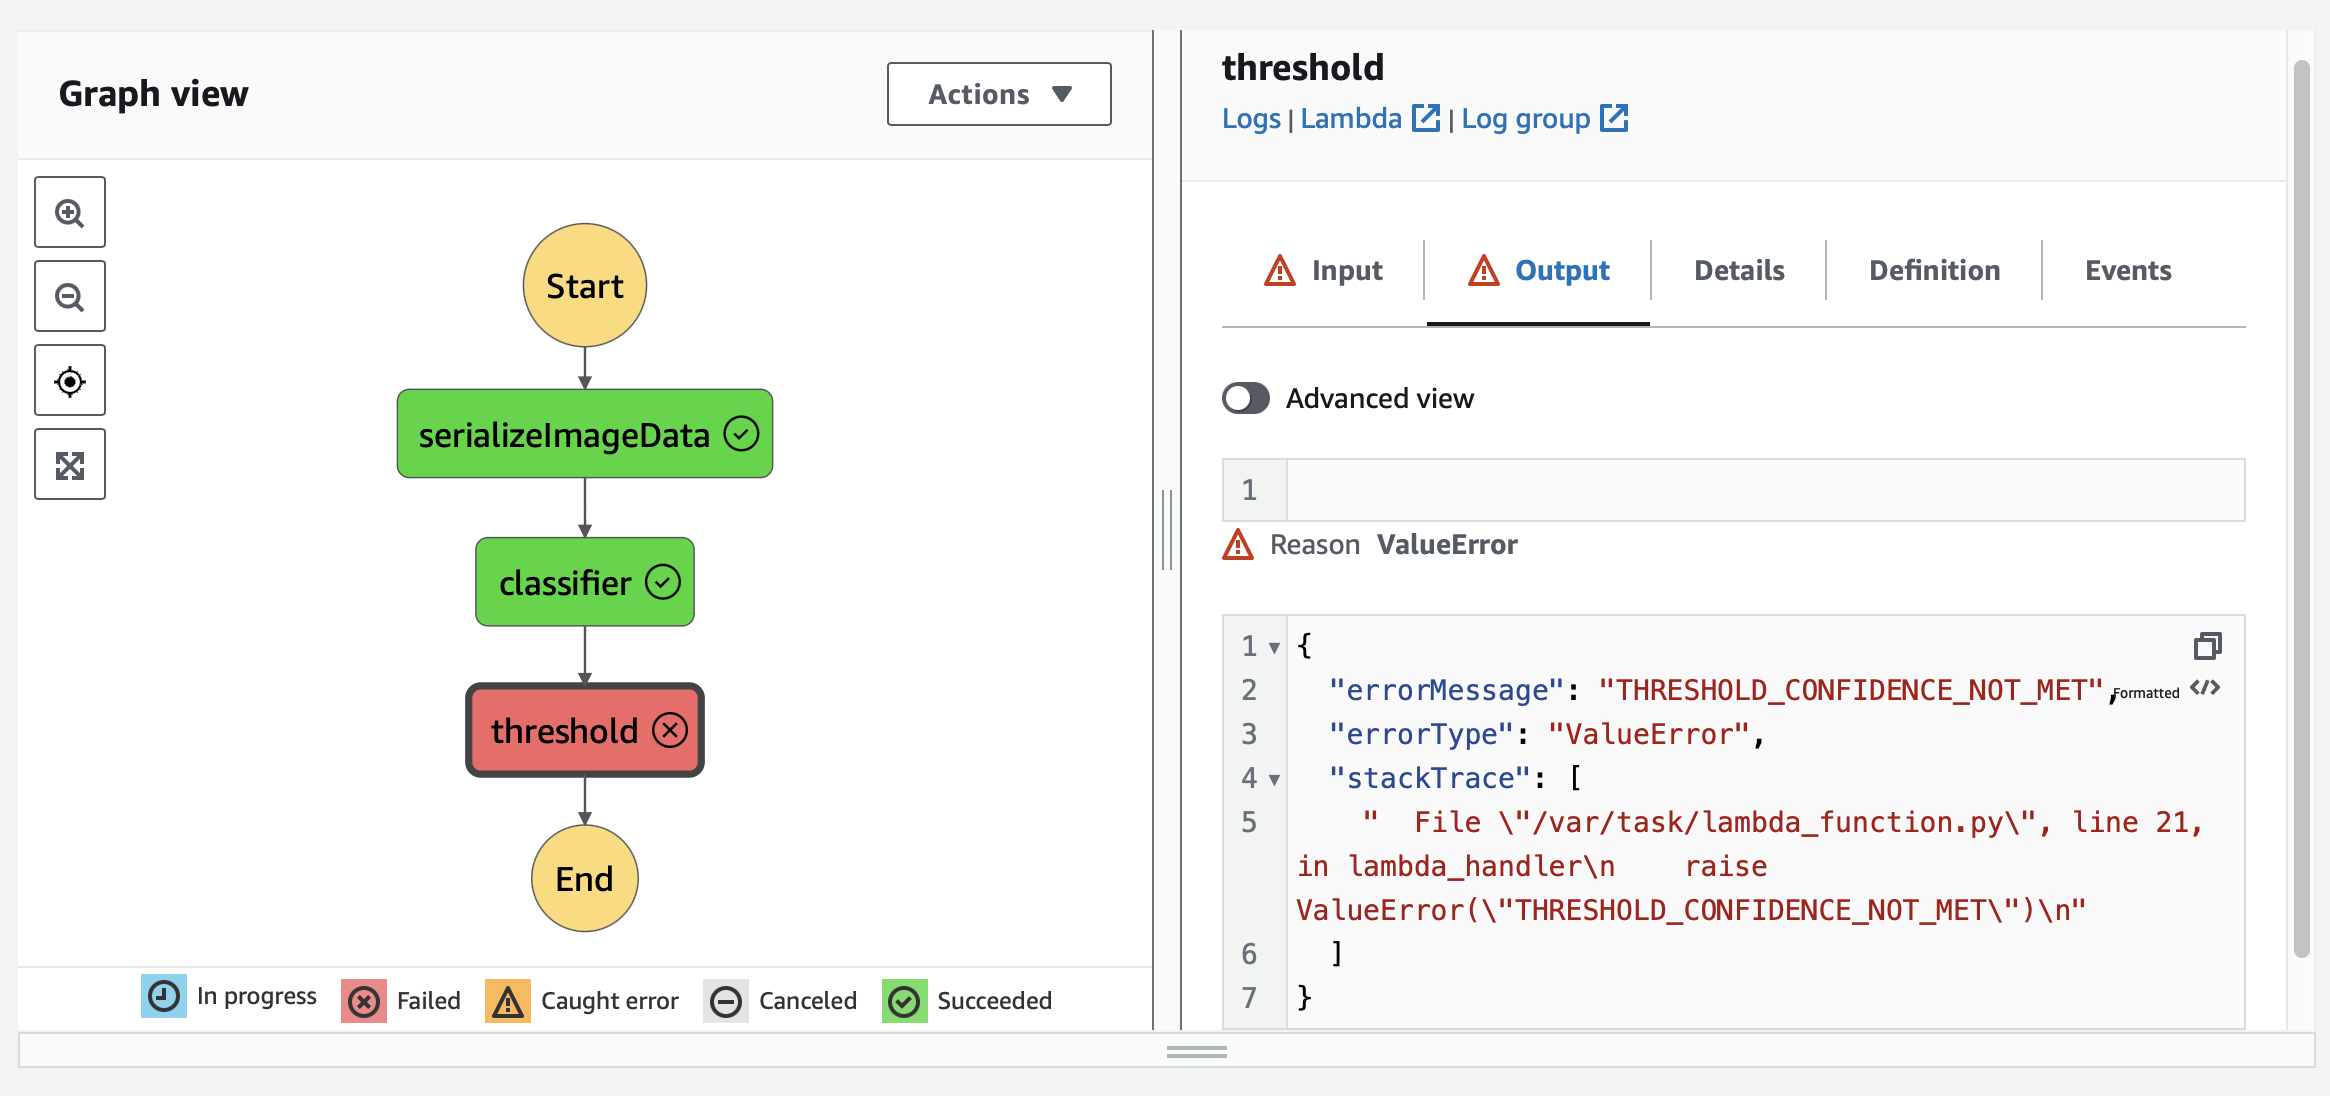 Graph view
Actions
Start
serializeImageData
classifier
threshold
End
In progress
Failed
Caught error
Canceled
Succeeded
threshold
Logs | Lambda | Log group
Input
Output
Details
Definition
Events
Advanced view
1
Reason ValueError
1 {
2 "errorMessage": "THRESHOLD_CONFIDENCE_NOT_MET",
Formatted
3 "errorType": "ValueError",
4 "stackTrace": [
5 "  File \"/var/task/lambda_function.py\", line 21,
in lambda_handler\n    raise
ValueError(\"THRESHOLD_CONFIDENCE_NOT_MET\")\n"
6 ]
7 }